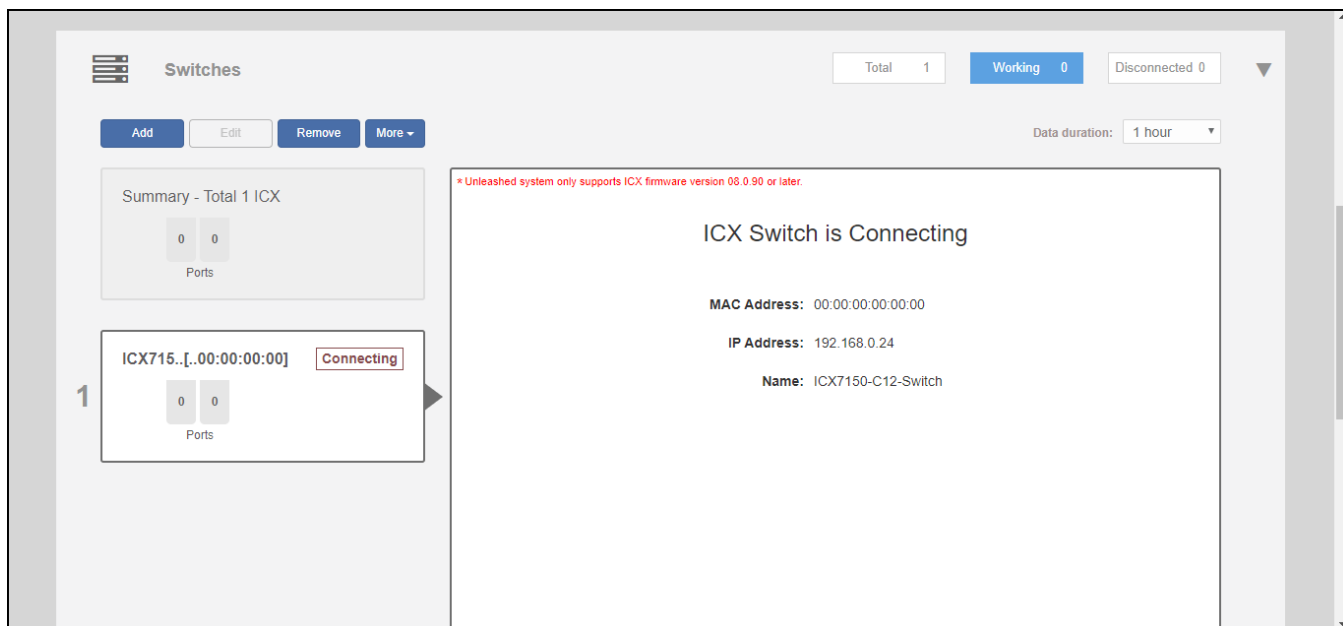 Switches
Total 1
Working 0
Disconnected 0
Add
Edit
Remove
More
Data duration: 1 hour
Summary - Total 1 ICX
0 0
Ports
1
ICX715..[..00:00:00:00] Connecting
0 0
Ports
* Unleashed system only supports ICX firmware version 08.0.90 or later.
ICX Switch is Connecting
MAC Address: 00:00:00:00:00:00
IP Address: 192.168.0.24
Name: ICX7150-C12-Switch